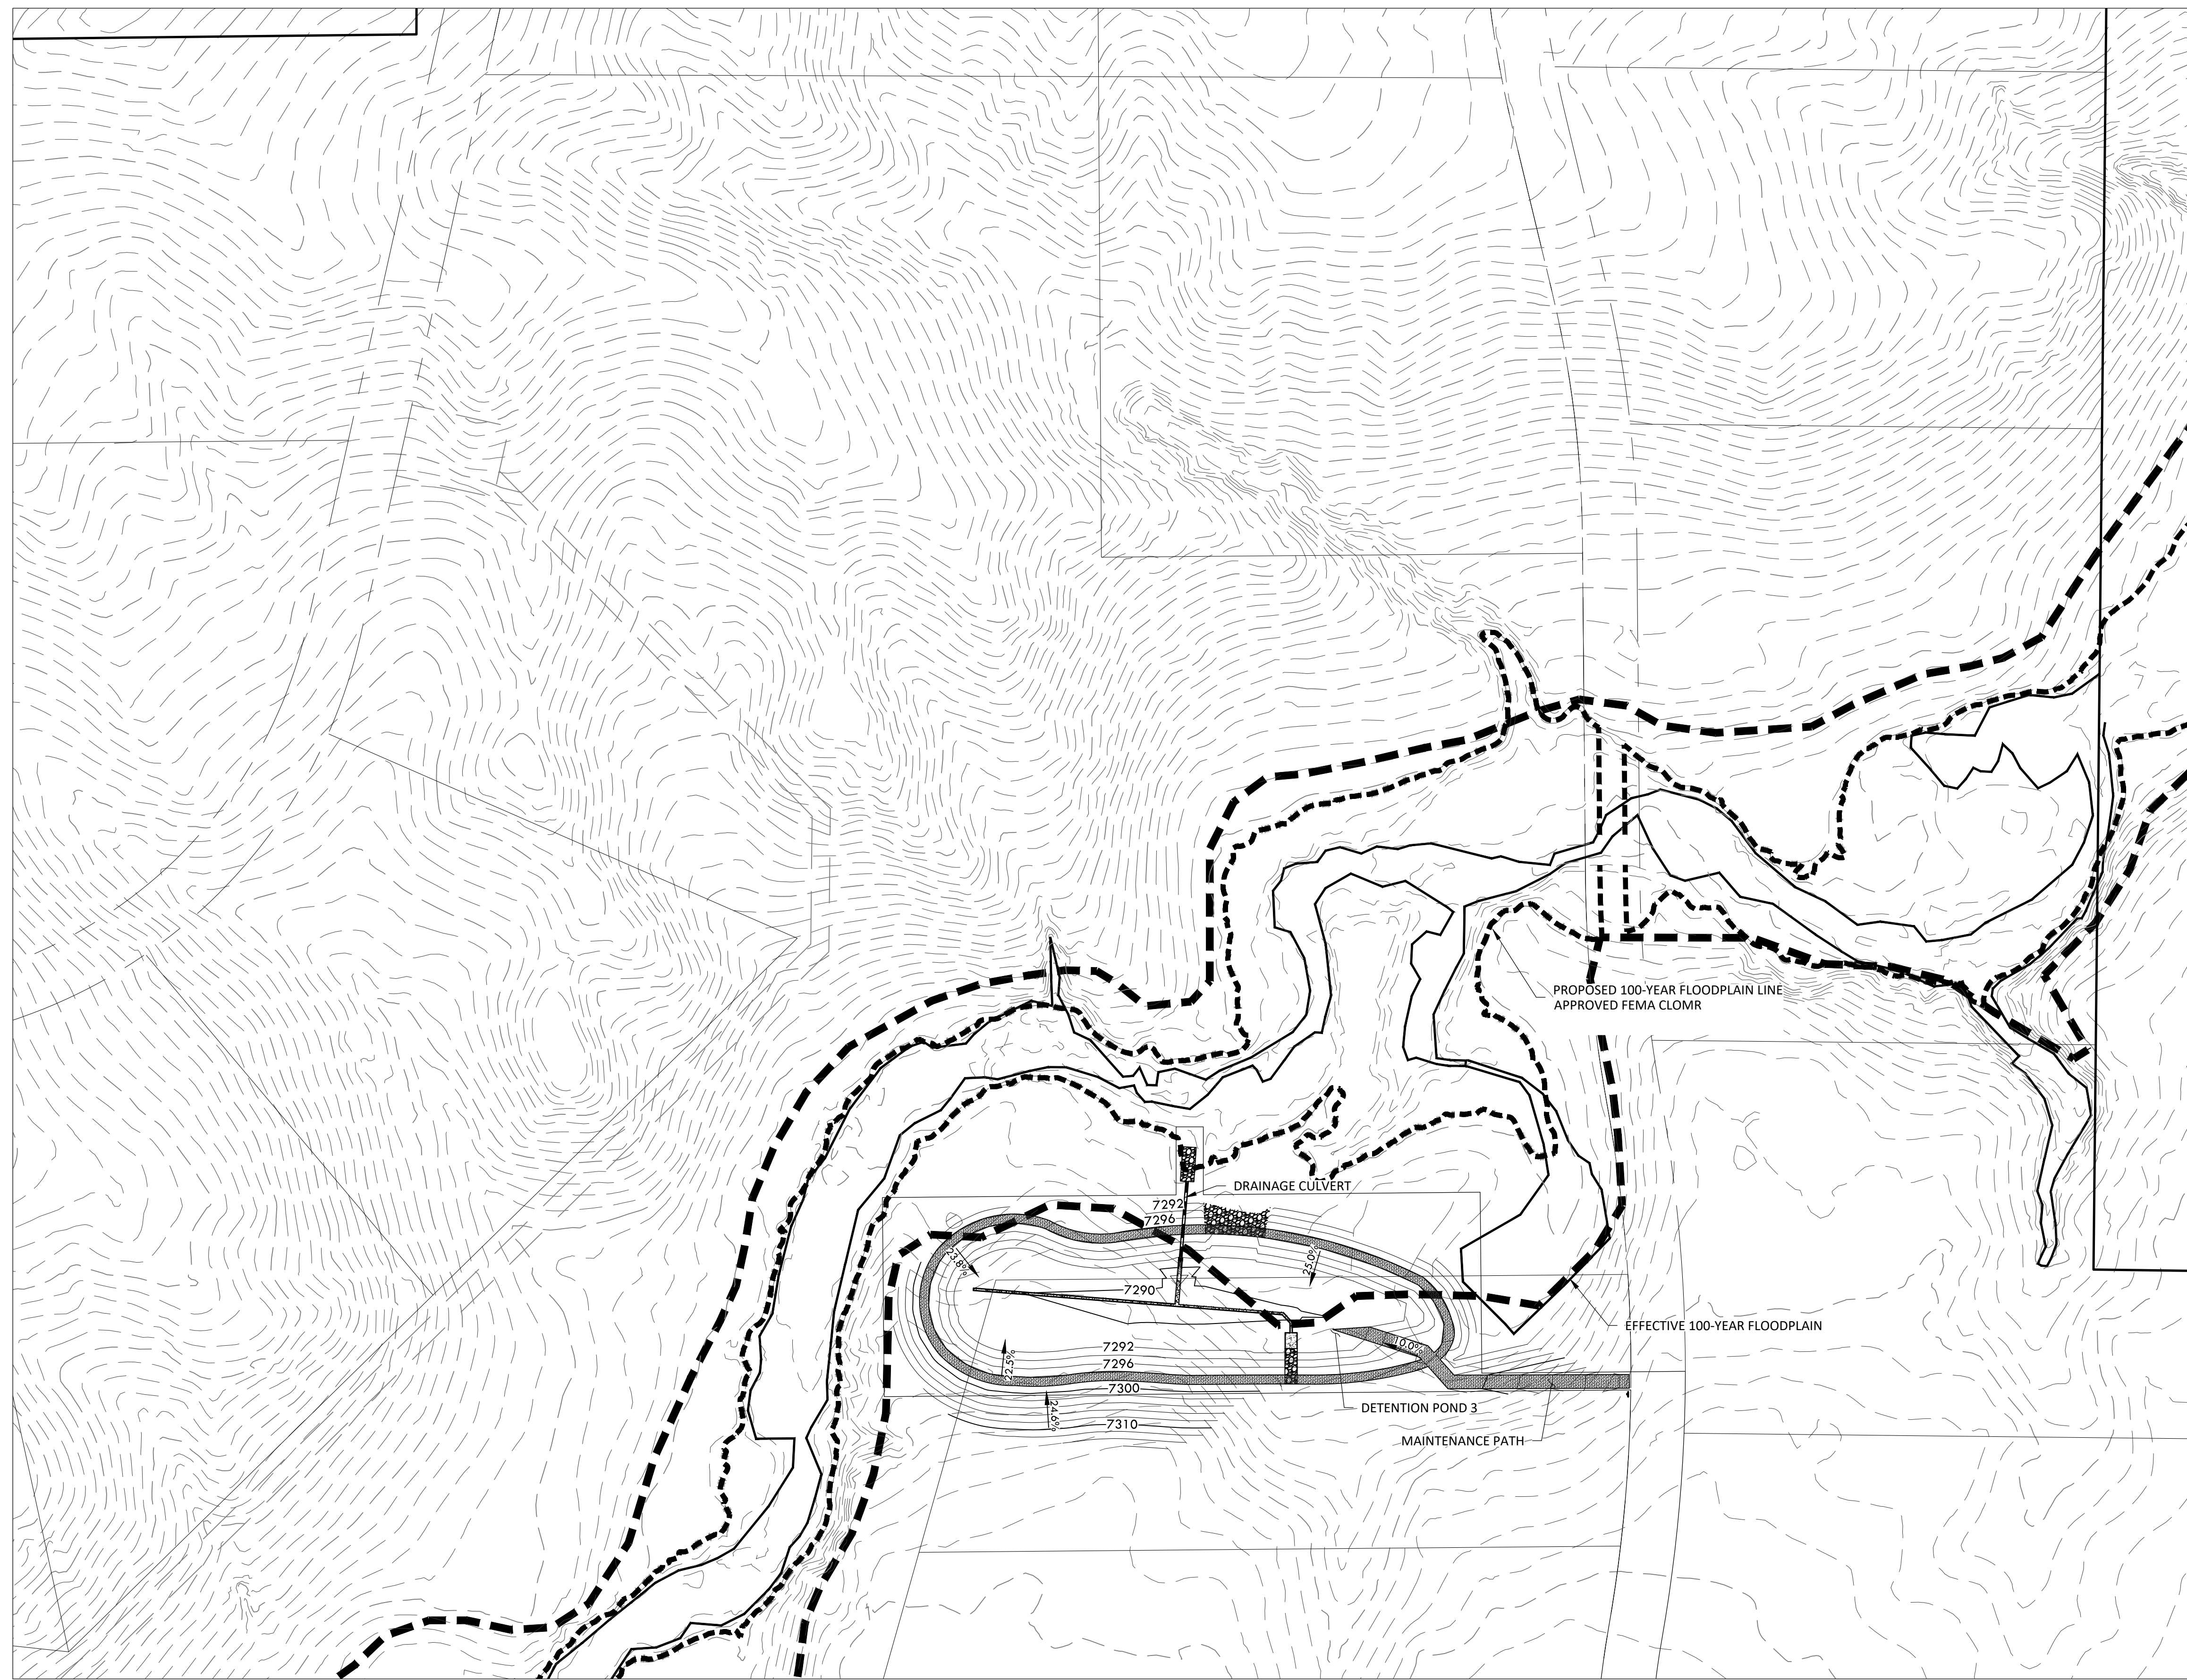 PROPOSED 100-YEAR FLOODPLAIN LINE
APPROVED FEMA CLOMR
DRAINAGE CULVERT
7292
7296
23.8%
25.0%
7290
EFFECTIVE 100-YEAR FLOODPLAIN
10.0%
7292
22.5%
7296
7300
DETENTION POND 3
24.6%
7310
MAINTENANCE PATH